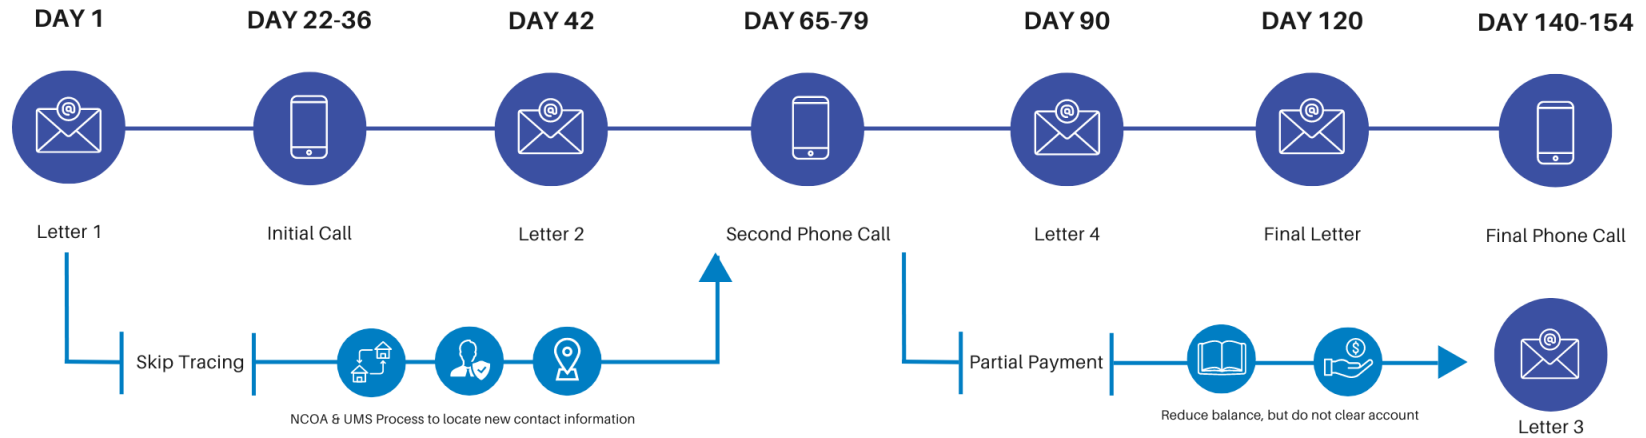 DAY 1
DAY 22-36
DAY 42
DAY 65-79
DAY 90
DAY 120
DAY 140-154
@
@
@
@
Letter 1
Initial Call
Letter 2
Second Phone Call
Letter 4
Final Letter
Final Phone Call
Skip Tracing
NCOA & UMS Process to locate new contact information
Partial Payment
$
Reduce balance, but do not clear account
@
Letter 3